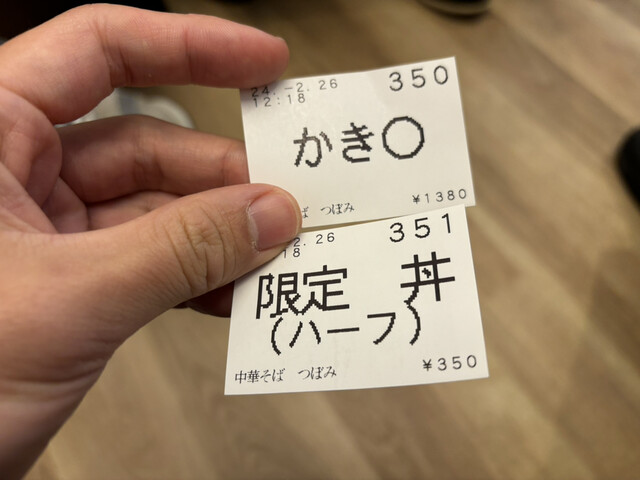 24.-2.26 350
12:18
かき○
ば つぼみ ¥1380
2.26 351
18
限定 丼
(ハーフ)
中華そば つぼみ ¥350